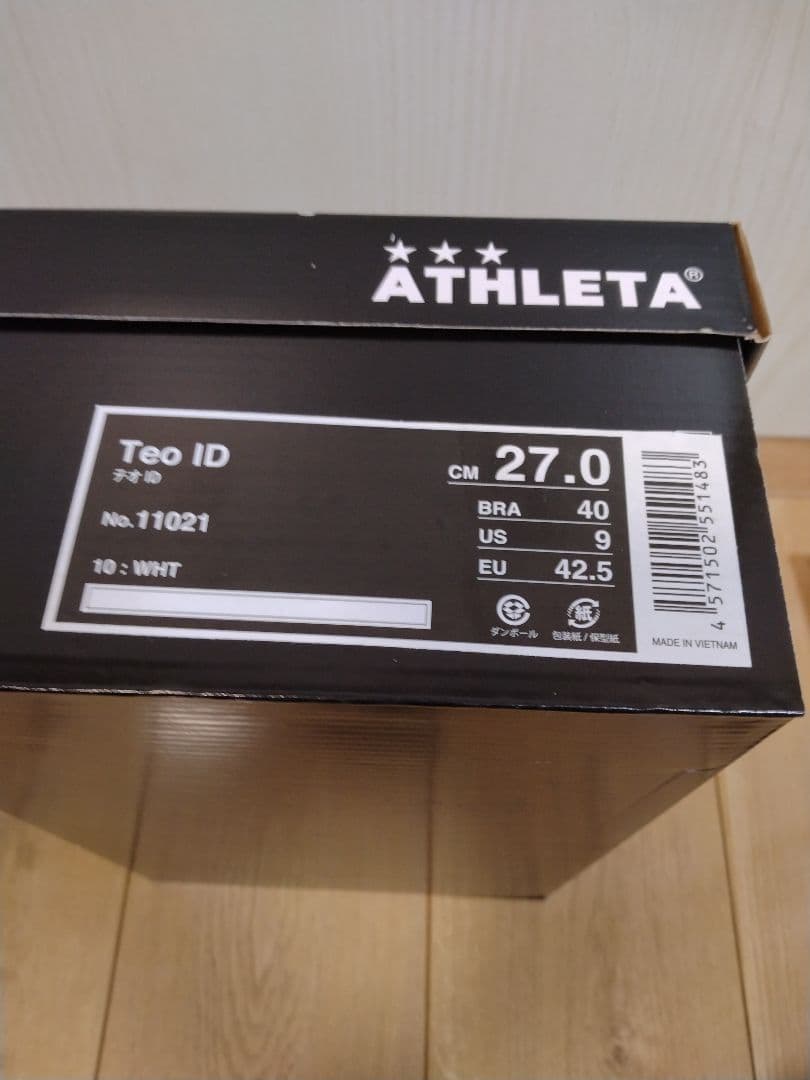 ★★★
ATHLETA®
Teo ID
テオ ID
No.11021
10 : WHT
CM 27.0
BRA 40
US 9
EU 42.5
紙
ダンボール 包装紙 / 保型紙
4571502551483
MADE IN VIETNAM